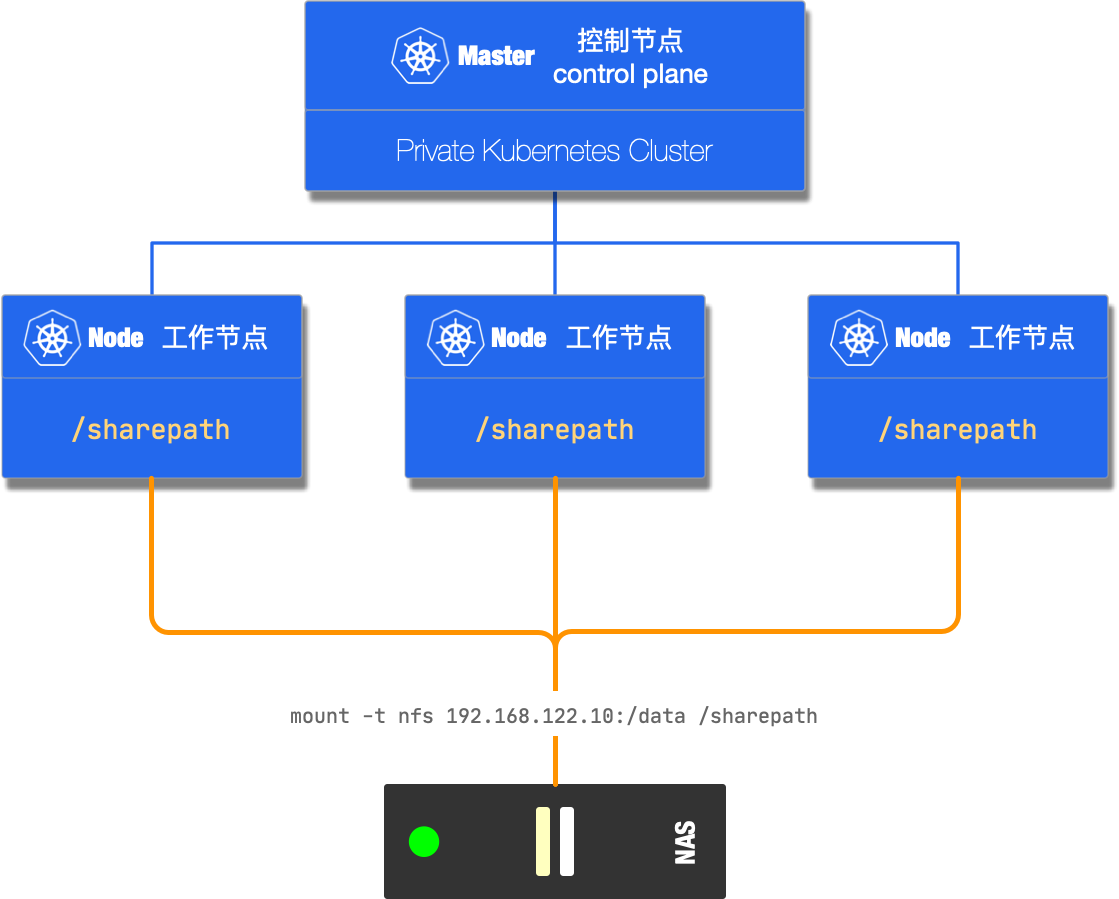 Master
控制节点
control plane
Private Kubernetes Cluster
Node 工作节点
/sharepath
Node 工作节点
/sharepath
Node 工作节点
/sharepath
mount -t nfs 192.168.122.10:/data /sharepath
NAS